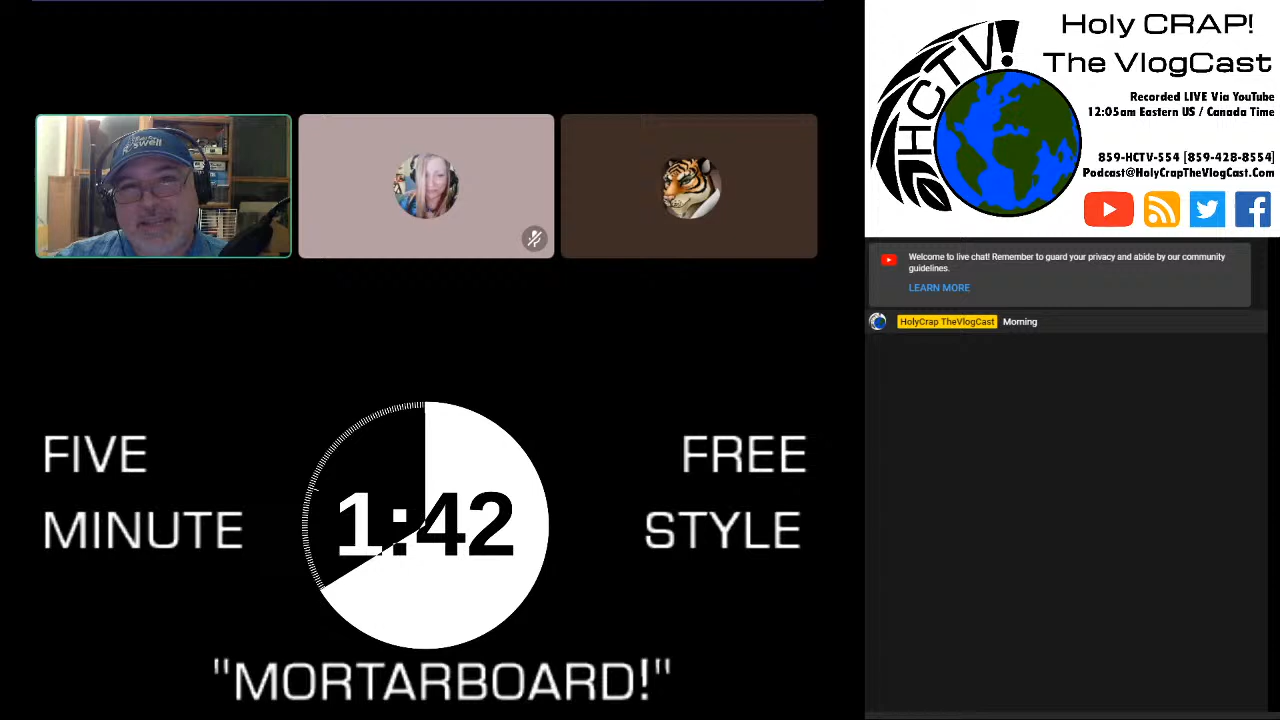 Roswell
HCTV!
Holy CRAP!
The VlogCast
Recorded LIVE Via YouTube
12:05am Eastern US / Canada Time
859-HCTV-554 [859-428-8554]
Podcast@HolyCrapTheVlogCast.Com
Welcome to live chat! Remember to guard your privacy and abide by our community
guidelines.
LEARN MORE
HolyCrap TheVlogCast Morning
FIVE
MINUTE
1:42
FREE
STYLE
"MORTARBOARD!"